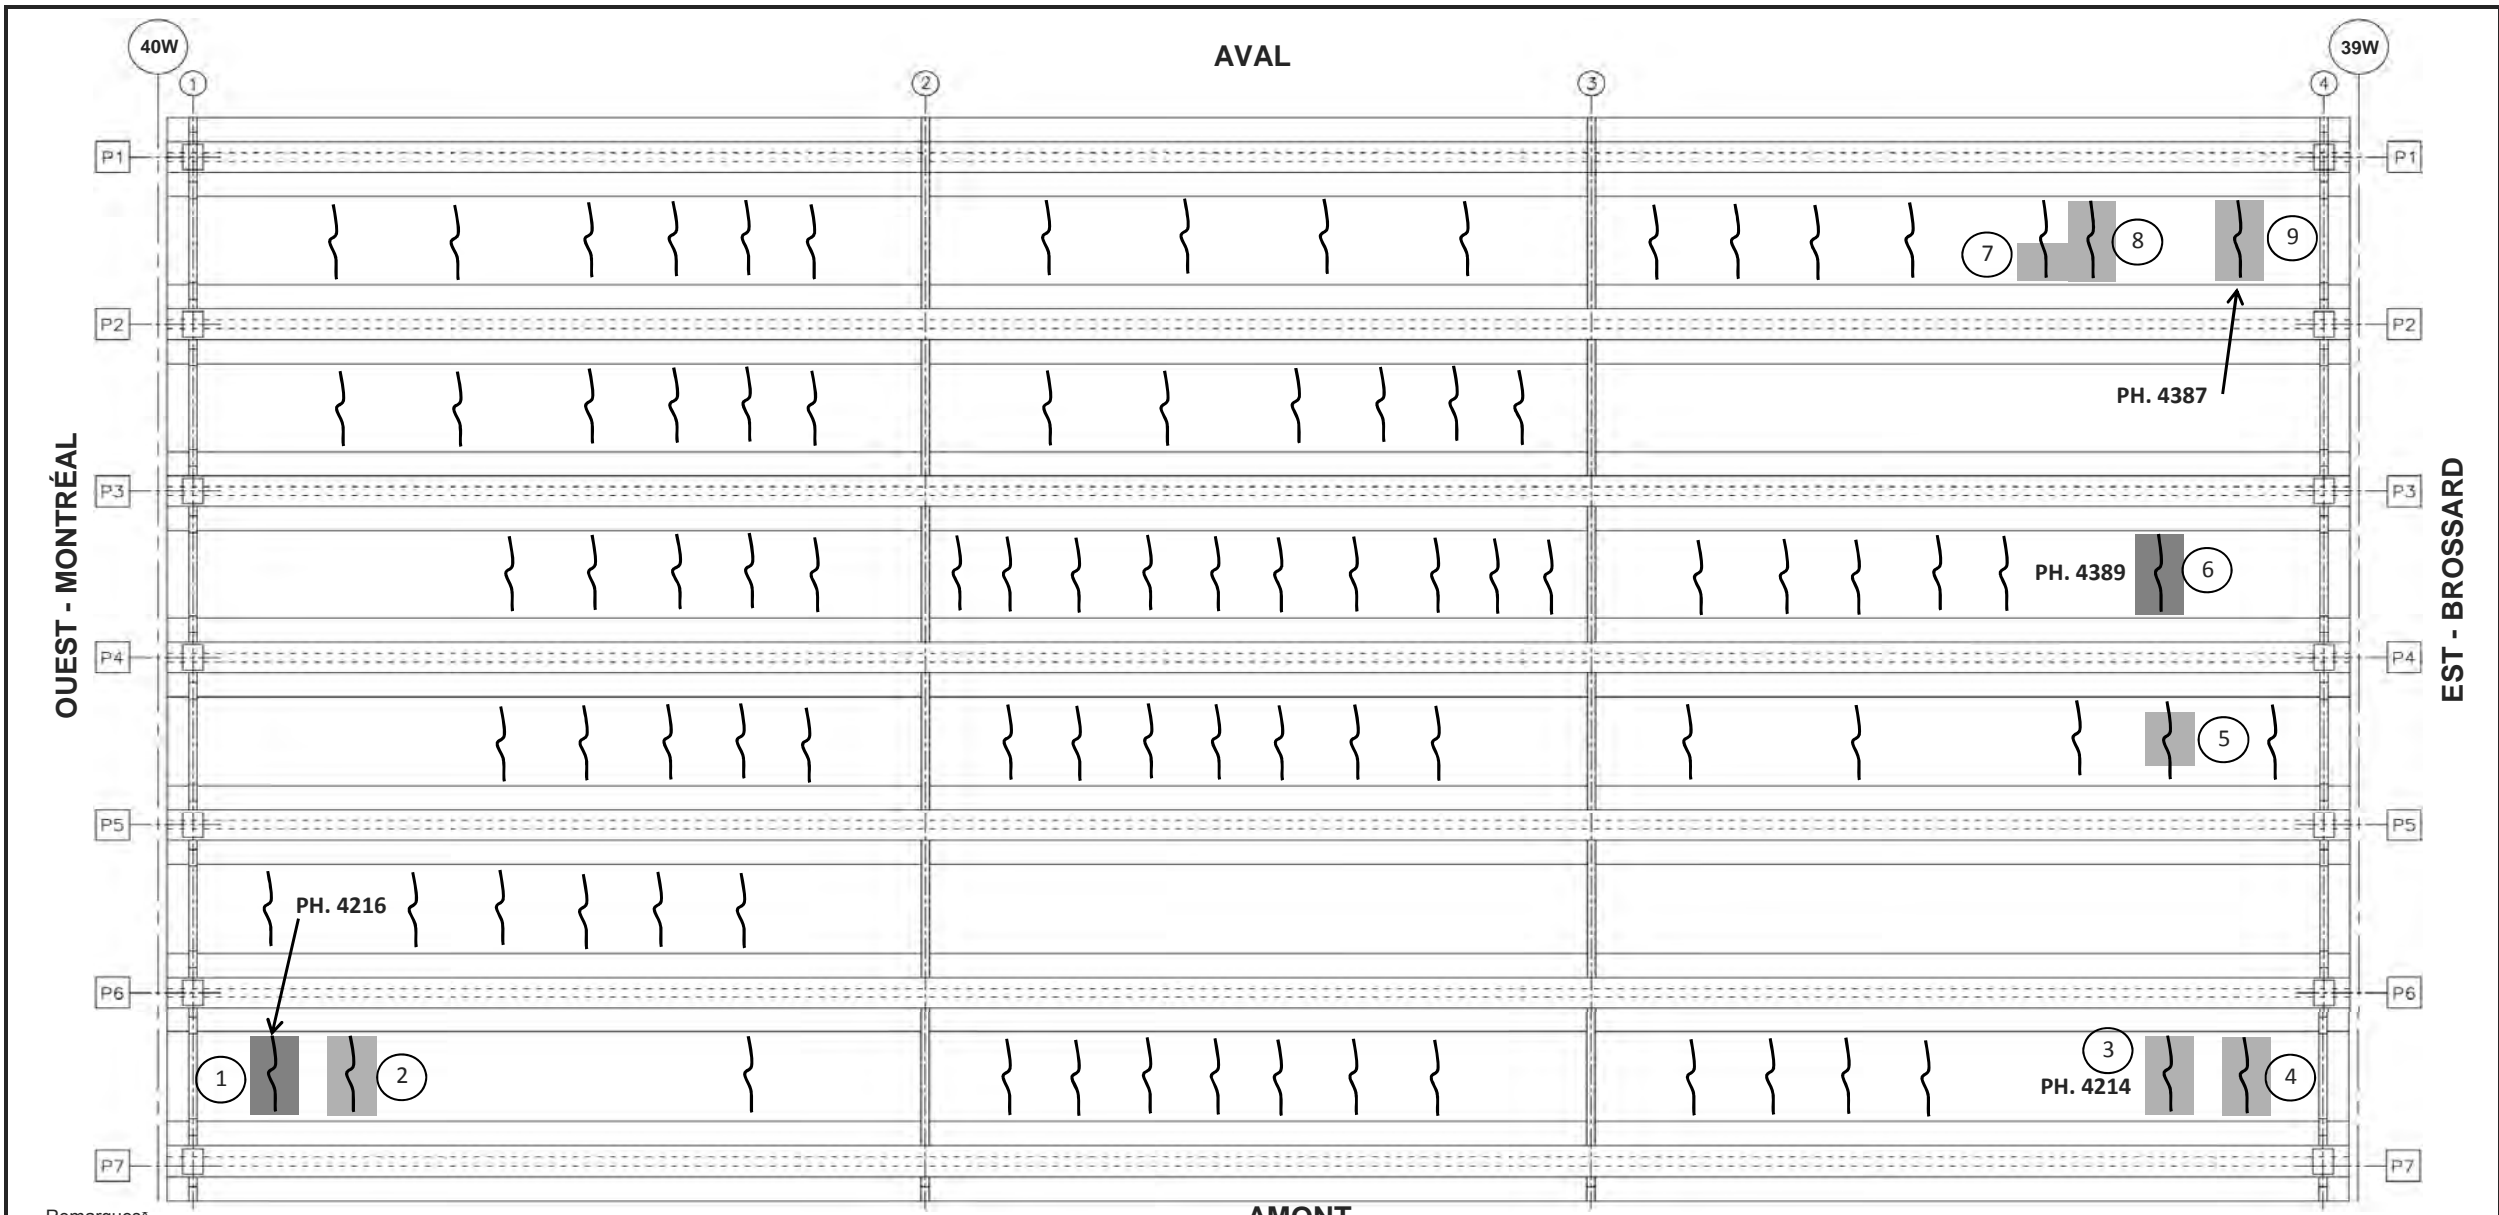 40W
AVAL
39W
1
2
3
4
P1
P1
7
8
9
P2
P2
PH. 4387
OUEST - MONTRÉAL
EST - BROSSARD
P3
P3
PH. 4389
6
P4
P4
5
P5
P5
PH. 4216
P6
P6
1
2
3
PH. 4214
4
P7
P7
AMONT